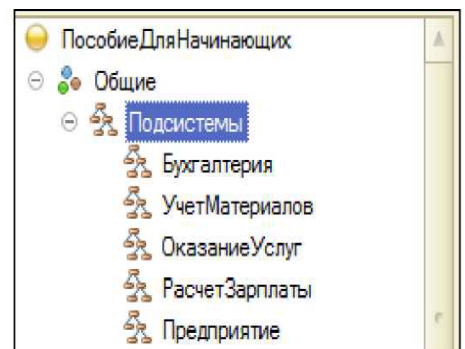 ПособиеДляНачинающих
Общие
Подсистемы
Бухгалтерия
УчетМатериалов
ОказаниеУслуг
РасчетЗарплаты
Предприятие